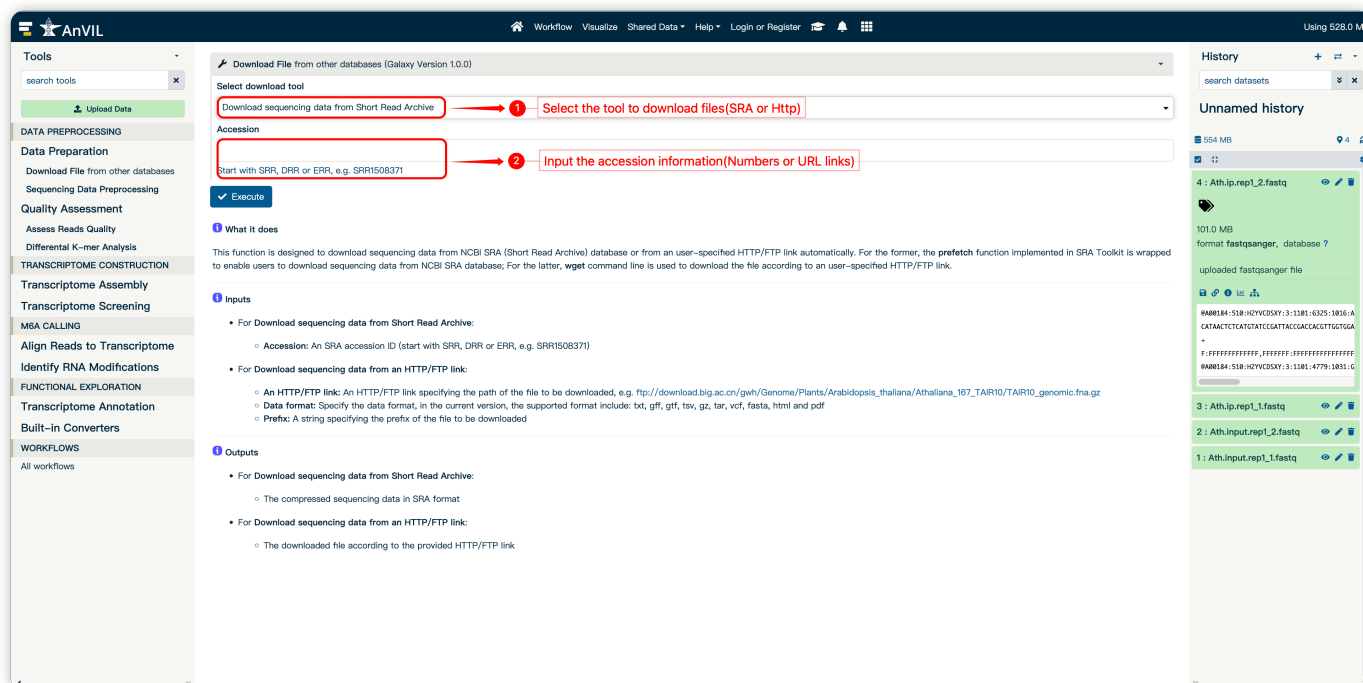 AnVIL
Workflow Visualize Shared Data Help Login or Register
Using 528.0 M
Tools
search tools
Upload Data
DATA PREPROCESSING
Data Preparation
Download File from other databases
Sequencing Data Preprocessing
Quality Assessment
Assess Reads Quality
Differential K-mer Analysis
TRANSCRIPTOME CONSTRUCTION
Transcriptome Assembly
Transcriptome Screening
M6A CALLING
Align Reads to Transcriptome
Identify RNA Modifications
FUNCTIONAL EXPLORATION
Transcriptome Annotation
Built-in Converters
WORKFLOWS
All workflows
Download File from other databases (Galaxy Version 1.0.0)
Select download tool
Download sequencing data from Short Read Archive
1 Select the tool to download files(SRA or Http)
Accession
2 Input the accession information(Numbers or URL links)
Start with SRR, DRR or ERR, e.g. SRR1508371
Execute
What it does
This function is designed to download sequencing data from NCBI SRA (Short Read Archive) database or from an user-specified HTTP/FTP link automatically. For the former, the prefetch function implemented in SRA Toolkit is wrapped
to enable users to download sequencing data from NCBI SRA database; For the latter, wget command line is used to download the file according to an user-specified HTTP/FTP link.
Inputs
• For Download sequencing data from Short Read Archive:
◦ Accession: An SRA accession ID (start with SRR, DRR or ERR, e.g. SRR1508371)
• For Download sequencing data from an HTTP/FTP link:
◦ An HTTP/FTP link: An HTTP/FTP link specifying the path of the file to be downloaded, e.g. ftp://download.big.ac.cn/gwh/Genome/Plants/Arabidopsis_thaliana/Athaliana_167_TAIR10/TAIR10_genomic.fna.gz
◦ Data format: Specify the data format, in the current version, the supported format include: txt, gff, gtf, tsv, gz, tar, vcf, fasta, html and pdf
◦ Prefix: A string specifying the prefix of the file to be downloaded
Outputs
• For Download sequencing data from Short Read Archive:
◦ The compressed sequencing data in SRA format
• For Download sequencing data from an HTTP/FTP link:
◦ The downloaded file according to the provided HTTP/FTP link
History
search datasets
Unnamed history
554 MB
4
4 : Ath.ip.rep1_2.fastq
101.0 MB
format fastqsanger, database ?
uploaded fastqsanger file
@A00184:510:H2YVCDSXY:3:1101:6325:1016:A
CATAACTCTCATGTATCCGATTACCGACCACGTTGGTGGA
+
F:FFFFFFFFFFFFF,FFFFFFF:FFFFFFFFFFFFFFFF
@A00184:510:H2YVCDSXY:3:1101:4779:1031:G
3 : Ath.ip.rep1_1.fastq
2 : Ath.input.rep1_2.fastq
1 : Ath.input.rep1_1.fastq